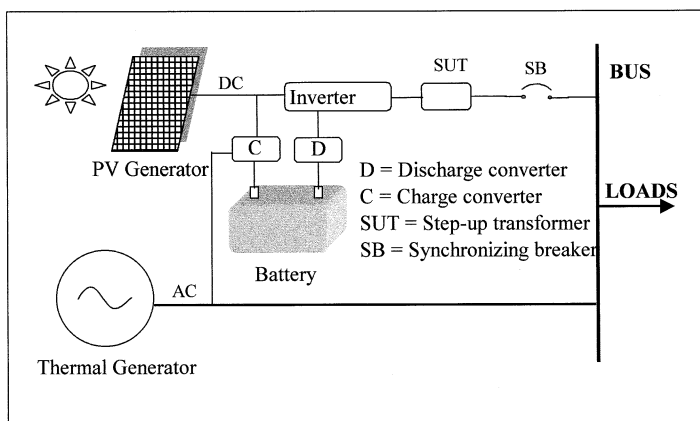 SUT
SB
BUS
DC
Inverter
C
D
PV Generator
D = Discharge converter
C = Charge converter
SUT = Step-up transformer
SB = Synchronizing breaker
LOADS
Battery
AC
Thermal Generator